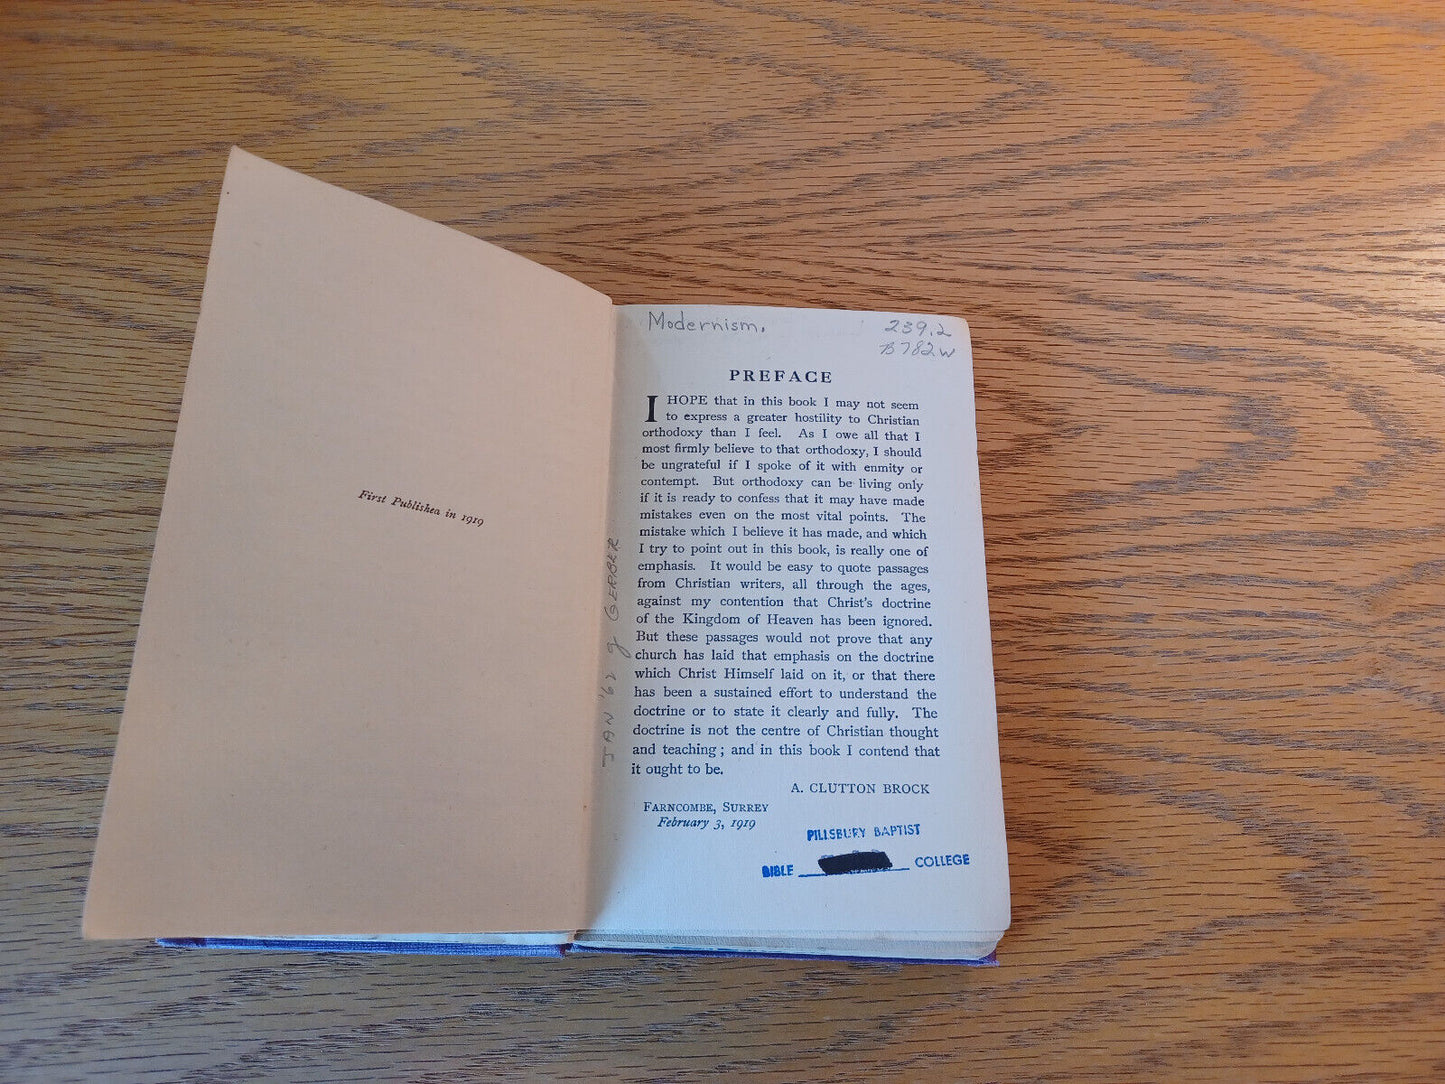 First Published in 1919
Modernism.
239.2
B782w
PREFACE
I HOPE that in this book I may not seem
to express a greater hostility to Christian
orthodoxy than I feel. As I owe all that I
most firmly believe to that orthodoxy, I should
be ungrateful if I spoke of it with enmity or
contempt. But orthodoxy can be living only
if it is ready to confess that it may have made
mistakes even on the most vital points. The
mistake which I believe it has made, and which
I try to point out in this book, is really one of
emphasis. It would be easy to quote passages
from Christian writers, all through the ages,
against my contention that Christ's doctrine
of the Kingdom of Heaven has been ignored.
But these passages would not prove that any
church has laid that emphasis on the doctrine
which Christ Himself laid on it, or that there
has been a sustained effort to understand the
doctrine or to state it clearly and fully. The
doctrine is not the centre of Christian thought
and teaching; and in this book I contend that
it ought to be.
A. CLUTTON BROCK
FARNCOMBE, SURREY
February 3, 1919
JAN '62 g GERBER
PILLSBURY BAPTIST
BIBLE COLLEGE